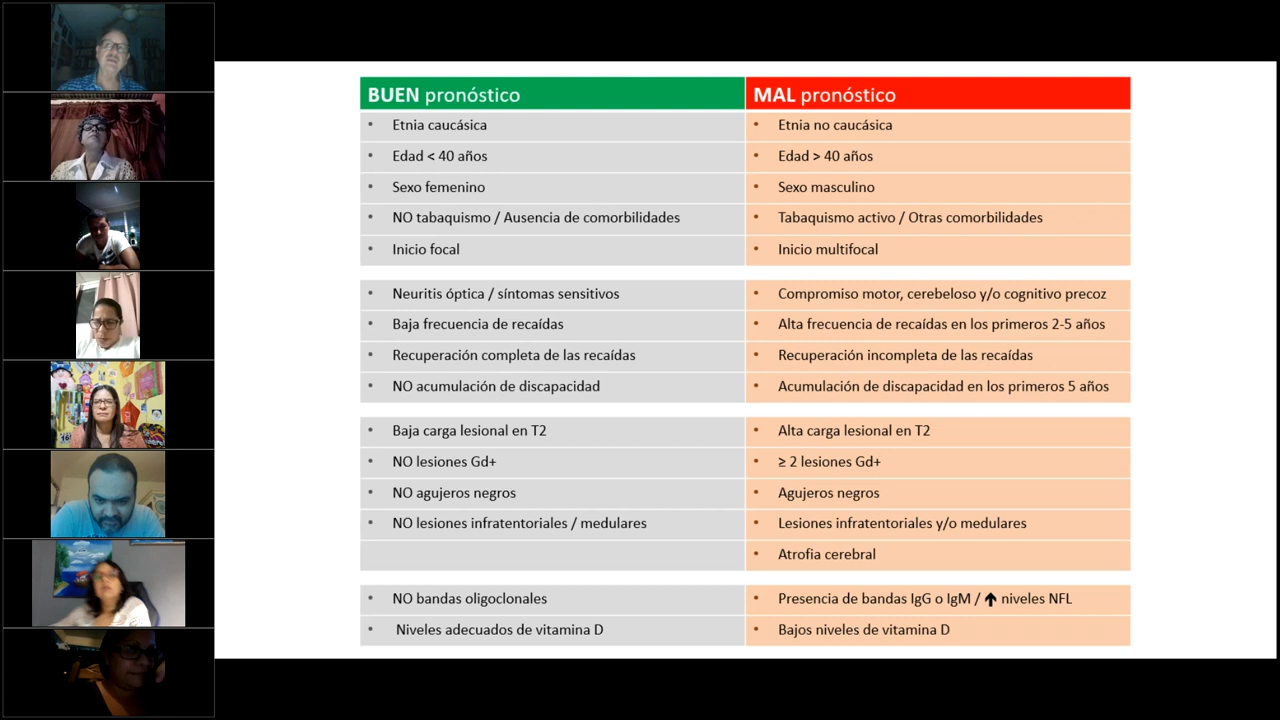 BUEN pronóstico
MAL pronóstico
• Etnia caucásica
• Etnia no caucásica
• Edad < 40 años
• Edad > 40 años
• Sexo femenino
• Sexo masculino
• NO tabaquismo / Ausencia de comorbilidades
• Tabaquismo activo / Otras comorbilidades
• Inicio focal
• Inicio multifocal
• Neuritis óptica / síntomas sensitivos
• Compromiso motor, cerebeloso y/o cognitivo precoz
• Baja frecuencia de recaídas
• Alta frecuencia de recaídas en los primeros 2-5 años
• Recuperación completa de las recaídas
• Recuperación incompleta de las recaídas
• NO acumulación de discapacidad
• Acumulación de discapacidad en los primeros 5 años
• Baja carga lesional en T2
• Alta carga lesional en T2
• NO lesiones Gd+
• ≥ 2 lesiones Gd+
• NO agujeros negros
• Agujeros negros
• NO lesiones infratentoriales / medulares
• Lesiones infratentoriales y/o medulares
• Atrofia cerebral
• NO bandas oligoclonales
• Presencia de bandas IgG o IgM / ↑ niveles NFL
• Niveles adecuados de vitamina D
• Bajos niveles de vitamina D